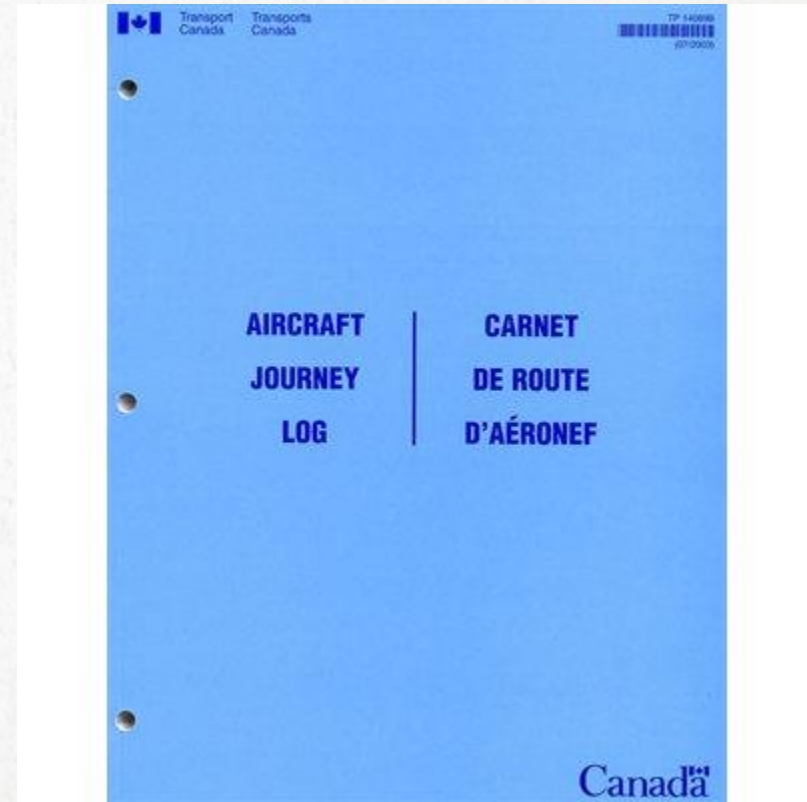 Transport Canada
Transports Canada
AIRCRAFT
JOURNEY
LOG
CARNET
DE ROUTE
D'AÉRONEF
Canada